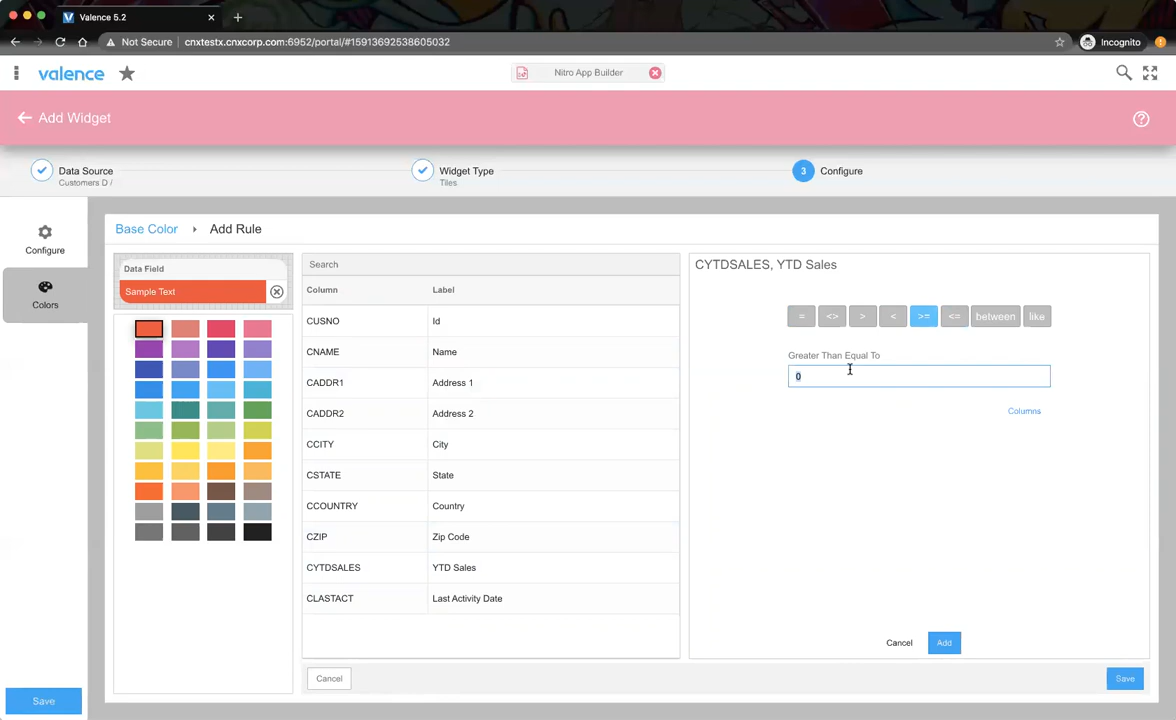 Valence 5.2
Not Secure
cnxtestx.cnxcorp.com:6952/portal/#15913692538605032
Incognito
valence
Nitro App Builder
Add Widget
Data Source
Customers D /
Widget Type
Tiles
3
Configure
Configure
Colors
Base Color
Add Rule
Data Field
Sample Text
Search
Column
Label
CUSNO
Id
CNAME
Name
CADDR1
Address 1
CADDR2
Address 2
CCITY
City
CSTATE
State
CCOUNTRY
Country
CZIP
Zip Code
CYTDSALES
YTD Sales
CLASTACT
Last Activity Date
CYTDSALES, YTD Sales
= <> > < >= <= between like
Greater Than Equal To
0
Columns
Cancel
Add
Cancel
Save
Save